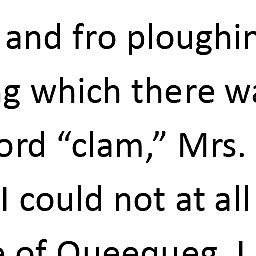 and fro ploughin
g which there wa
ord “clam,” Mrs.
I could not at all
e of Queequeg, I